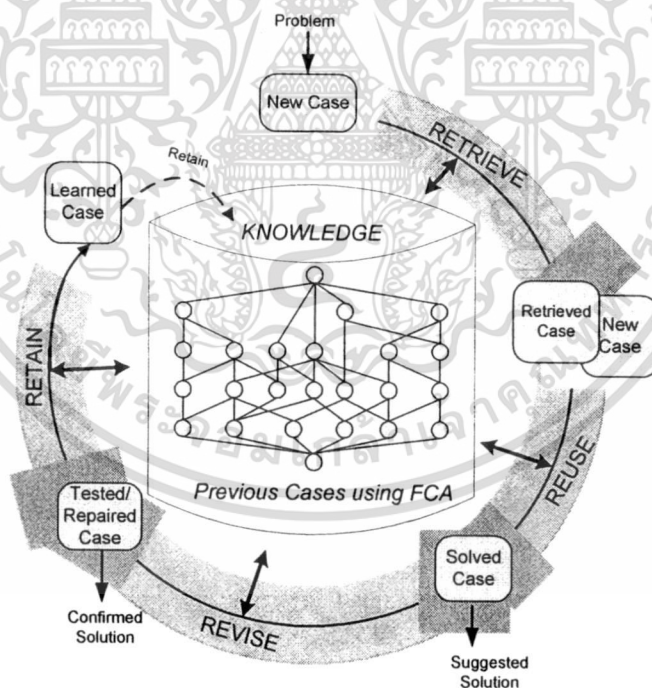 Problem
New Case
RETRIEVE
Retain
Learned
Case
KNOWLEDGE
Retrieved
Case
New
Case
RETAIN
REUSE
Previous Cases using FCA
Tested/
Repaired
Case
Solved
Case
Confirmed
Solution
REVISE
Suggested
Solution